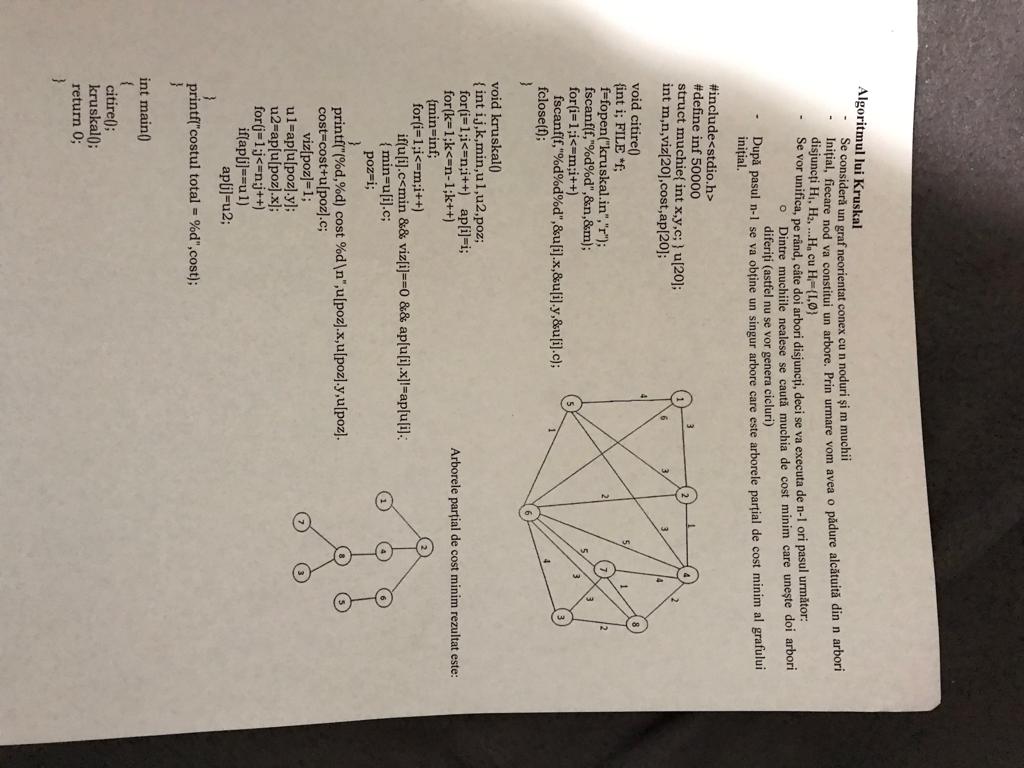 Algoritmul lui Kruskal
- Se consideră un graf neorientat conex cu n noduri și m muchii
- Inițial, fiecare nod va constitui un arbore. Prin urmare vom avea o pădure alcătuită din n arbori
disjuncți H₁, H₂, ...Hₙ cu Hᵢ={I,Ø}
- Se vor unifica, pe rând, câte doi arbori disjuncți, deci se va executa de n-1 ori pasul următor:
o Dintre muchiile nealese se caută muchia de cost minim care unește doi arbori
diferiți (astfel nu se vor genera cicluri)
- După pasul n-1 se va obține un singur arbore care este arborele parțial de cost minim al grafului
inițial.
#include<stdio.h>
#define inf 50000
struct muchie{ int x,y,c; } u[20];
int m,n,viz[20],cost,ap[20];
void citire()
{int i; FILE *f;
f=fopen("kruskal.in","r");
fscanf(f,"%d%d",&n,&m);
for(i=1;i<=m;i++)
fscanf(f,"%d%d%d",&u[i].x,&u[i].y,&u[i].c);
fclose(f);
}
void kruskal()
{ int i,j,k,min,u1,u2,poz;
for(i=1;i<=n;i++) ap[i]=i;
for(k=1;k<=n-1;k++)
{min=inf;
for(i=1;i<=m;i++)
if(u[i].c<min && viz[i]==0 && ap[u[i].x]!=ap[u[i].
{ min=u[i].c;
poz=i;
}
printf("(%d,%d) cost %d\n",u[poz].x,u[poz].y,u[poz].
cost=cost+u[poz].c;
viz[poz]=1;
u1=ap[u[poz].y];
u2=ap[u[poz].x];
for(j=1;j<=n;j++)
if(ap[j]==u1)
ap[j]=u2;
}
printf("costul total = %d",cost);
}
int main()
{
citire();
kruskal();
return 0;
}
3 1
1 2 4
6 3 3 4 2
4 8
5 1
2 7 2
5 3
5 3 3
1 4
6
Arborele parțial de cost minim rezultat este:
2
1 4 6
8 5
7 3